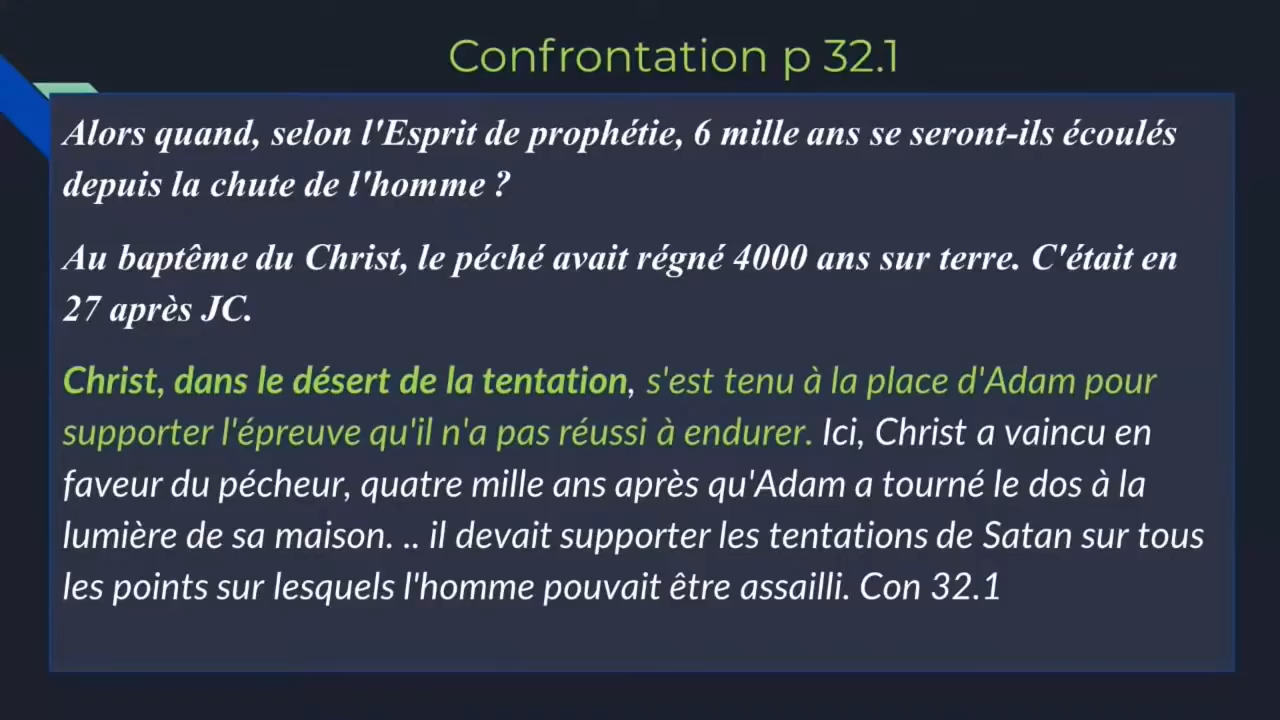 Confrontation p 32.1
Alors quand, selon l'Esprit de prophétie, 6 mille ans se seront-ils écoulés
depuis la chute de l'homme ?
Au baptême du Christ, le péché avait régné 4000 ans sur terre. C'était en
27 après JC.
Christ, dans le désert de la tentation, s'est tenu à la place d'Adam pour
supporter l'épreuve qu'il n'a pas réussi à endurer. Ici, Christ a vaincu en
faveur du pécheur, quatre mille ans après qu'Adam a tourné le dos à la
lumière de sa maison. .. il devait supporter les tentations de Satan sur tous
les points sur lesquels l'homme pouvait être assailli. Con 32.1